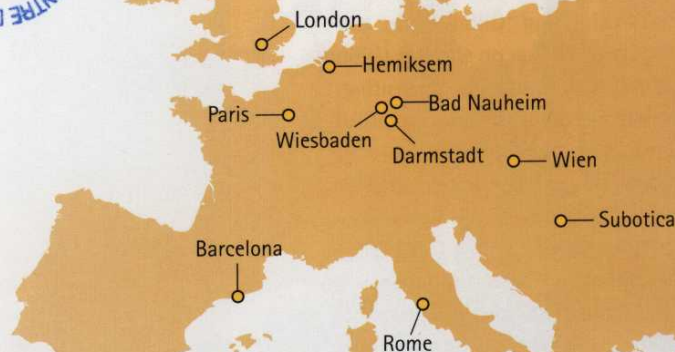 London
Hemiksem
Bad Nauheim
Paris
Wiesbaden
Darmstadt
Wien
Subotica
Barcelona
Rome